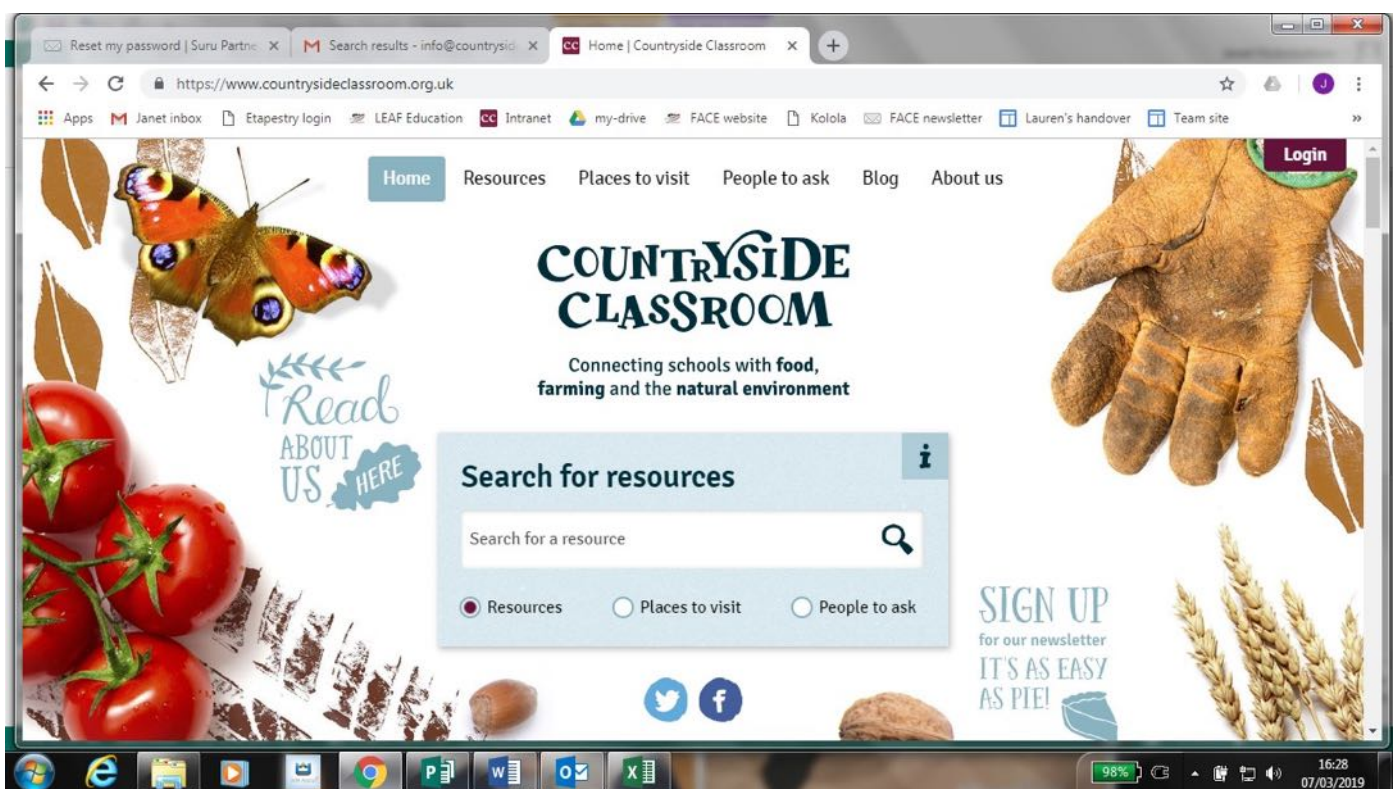 Reset my password | Suru Partne
Search results - info@countrysid
Home | Countryside Classroom
https://www.countrysideclassroom.org.uk
J
Apps
Janet inbox
Etapestry login
LEAF Education
cc
Intranet
my-drive
FACE website
Kolola
FACE newsletter
Lauren's handover
Team site
»
Login
Home
Resources
Places to visit
People to ask
Blog
About us
COUNTRYSIDE
CLASSROOM
Connecting schools with food,
farming and the natural environment
Read
ABOUT
US
HERE
i
Search for resources
Search for a resource
Resources
Places to visit
People to ask
SIGN UP
for our newsletter
IT'S AS EASY
AS PIE!
98%
16:28
07/03/2019